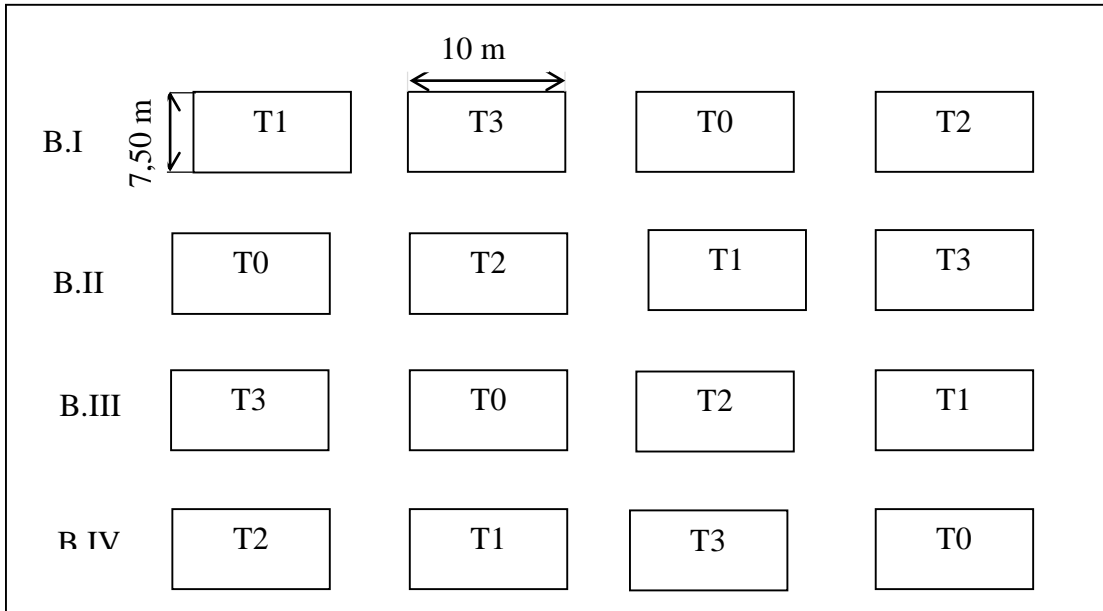 10 m
7,50 m
B.I T1 T3 T0 T2
B.II T0 T2 T1 T3
B.III T3 T0 T2 T1
B.IV T2 T1 T3 T0